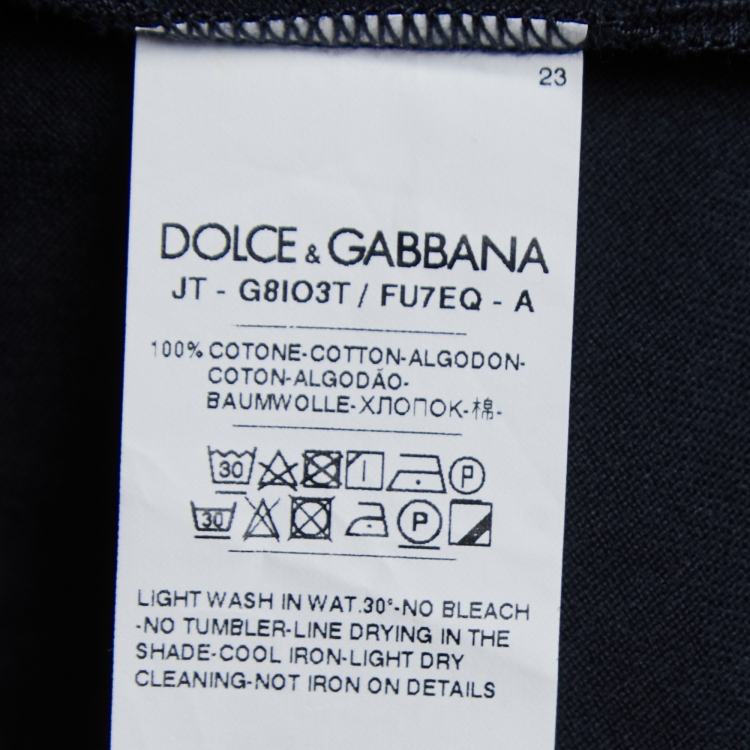 23
DOLCE & GABBANA
JT - G8IO3T / FU7EQ - A
100% COTONE-COTTON-ALGODON-
COTON-ALGODÃO-
BAUMWOLLE-ХЛОПОК-棉-
30 P
30 P
LIGHT WASH IN WAT.30°-NO BLEACH
-NO TUMBLER-LINE DRYING IN THE
SHADE-COOL IRON-LIGHT DRY
CLEANING-NOT IRON ON DETAILS